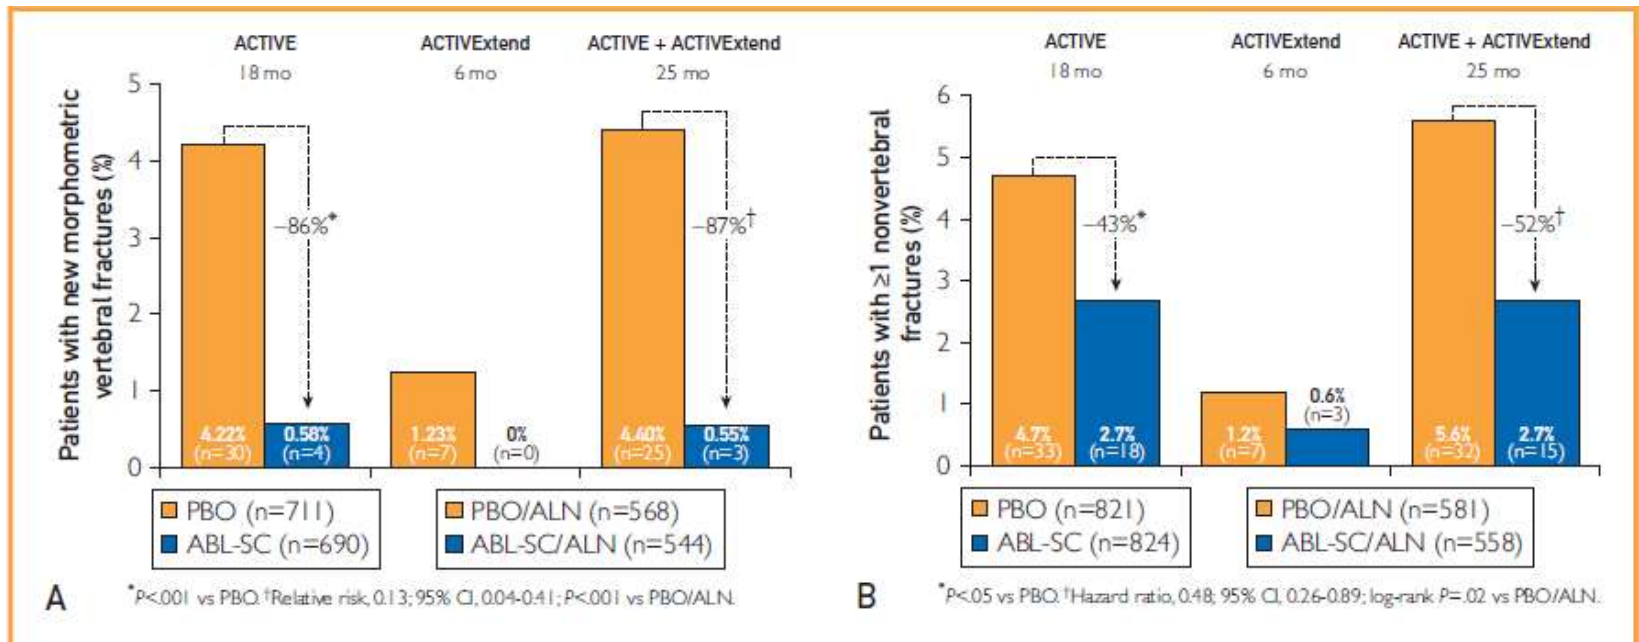 ACTIVE
18 mo
ACTIVExtend
6 mo
ACTIVE + ACTIVExtend
25 mo
Patients with new morphometric
vertebral fractures (%)
5
4
3
2
1
0
−86%*
−87%†
4.22%
(n=30)
0.58%
(n=4)
1.23%
(n=7)
0%
(n=0)
4.40%
(n=25)
0.55%
(n=3)
PBO (n=711)
ABL-SC (n=690)
PBO/ALN (n=568)
ABL-SC/ALN (n=544)
A
*P<.001 vs PBO. †Relative risk, 0.13; 95% CI, 0.04-0.41; P<.001 vs PBO/ALN.
ACTIVE
18 mo
ACTIVExtend
6 mo
ACTIVE + ACTIVExtend
25 mo
Patients with ≥1 nonvertebral
fractures (%)
6
5
4
3
2
1
0
−43%*
−52%†
4.7%
(n=33)
2.7%
(n=18)
1.2%
(n=7)
0.6%
(n=3)
5.6%
(n=32)
2.7%
(n=15)
PBO (n=821)
ABL-SC (n=824)
PBO/ALN (n=581)
ABL-SC/ALN (n=558)
B
*P<.05 vs PBO. †Hazard ratio, 0.48; 95% CI, 0.26-0.89; log-rank P=.02 vs PBO/ALN.